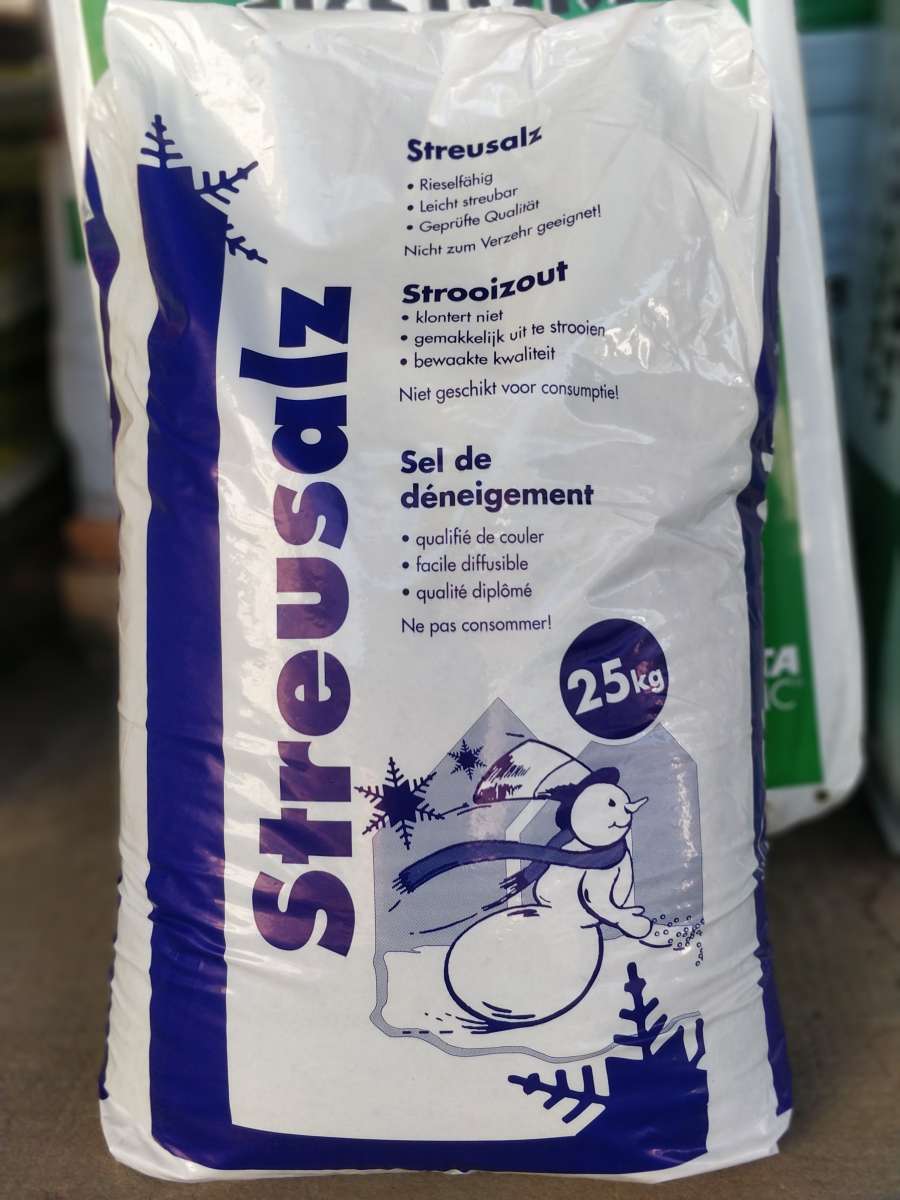 Streusalz
• Rieselfähig
• Leicht streubar
• Geprüfte Qualität
Nicht zum Verzehr geeignet!
Strooizout
• klontert niet
• gemakkelijk uit te strooien
• bewaakte kwaliteit
Niet geschikt voor consumptie!
Sel de
déneigement
• qualifié de couler
• facile diffusible
• qualité diplômé
Ne pas consommer!
25kg
Streusalz